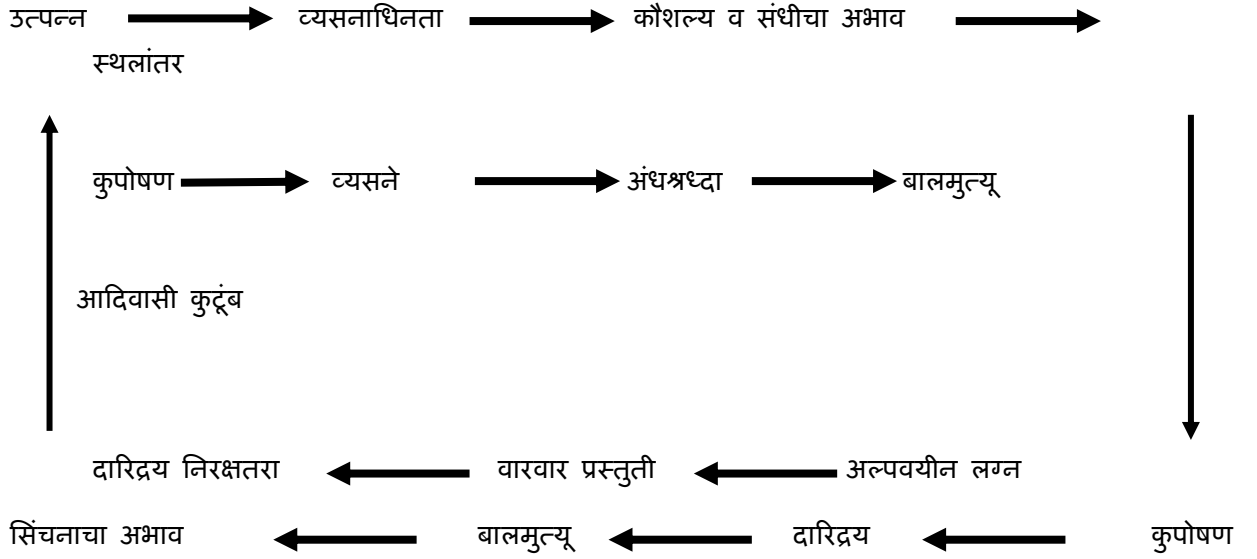 उत्पन्न व्यसनाधिनता कौशल्य व संधीचा अभाव
स्थलांतर
कुपोषण व्यसने अंधश्रध्दा बालमुत्यू
आदिवासी कुटूंब
दारिद्रय निरक्षतरा वारवार प्रस्तुती अल्पवयीन लग्न
सिंचनाचा अभाव बालमुत्यू दारिद्रय कुपोषण